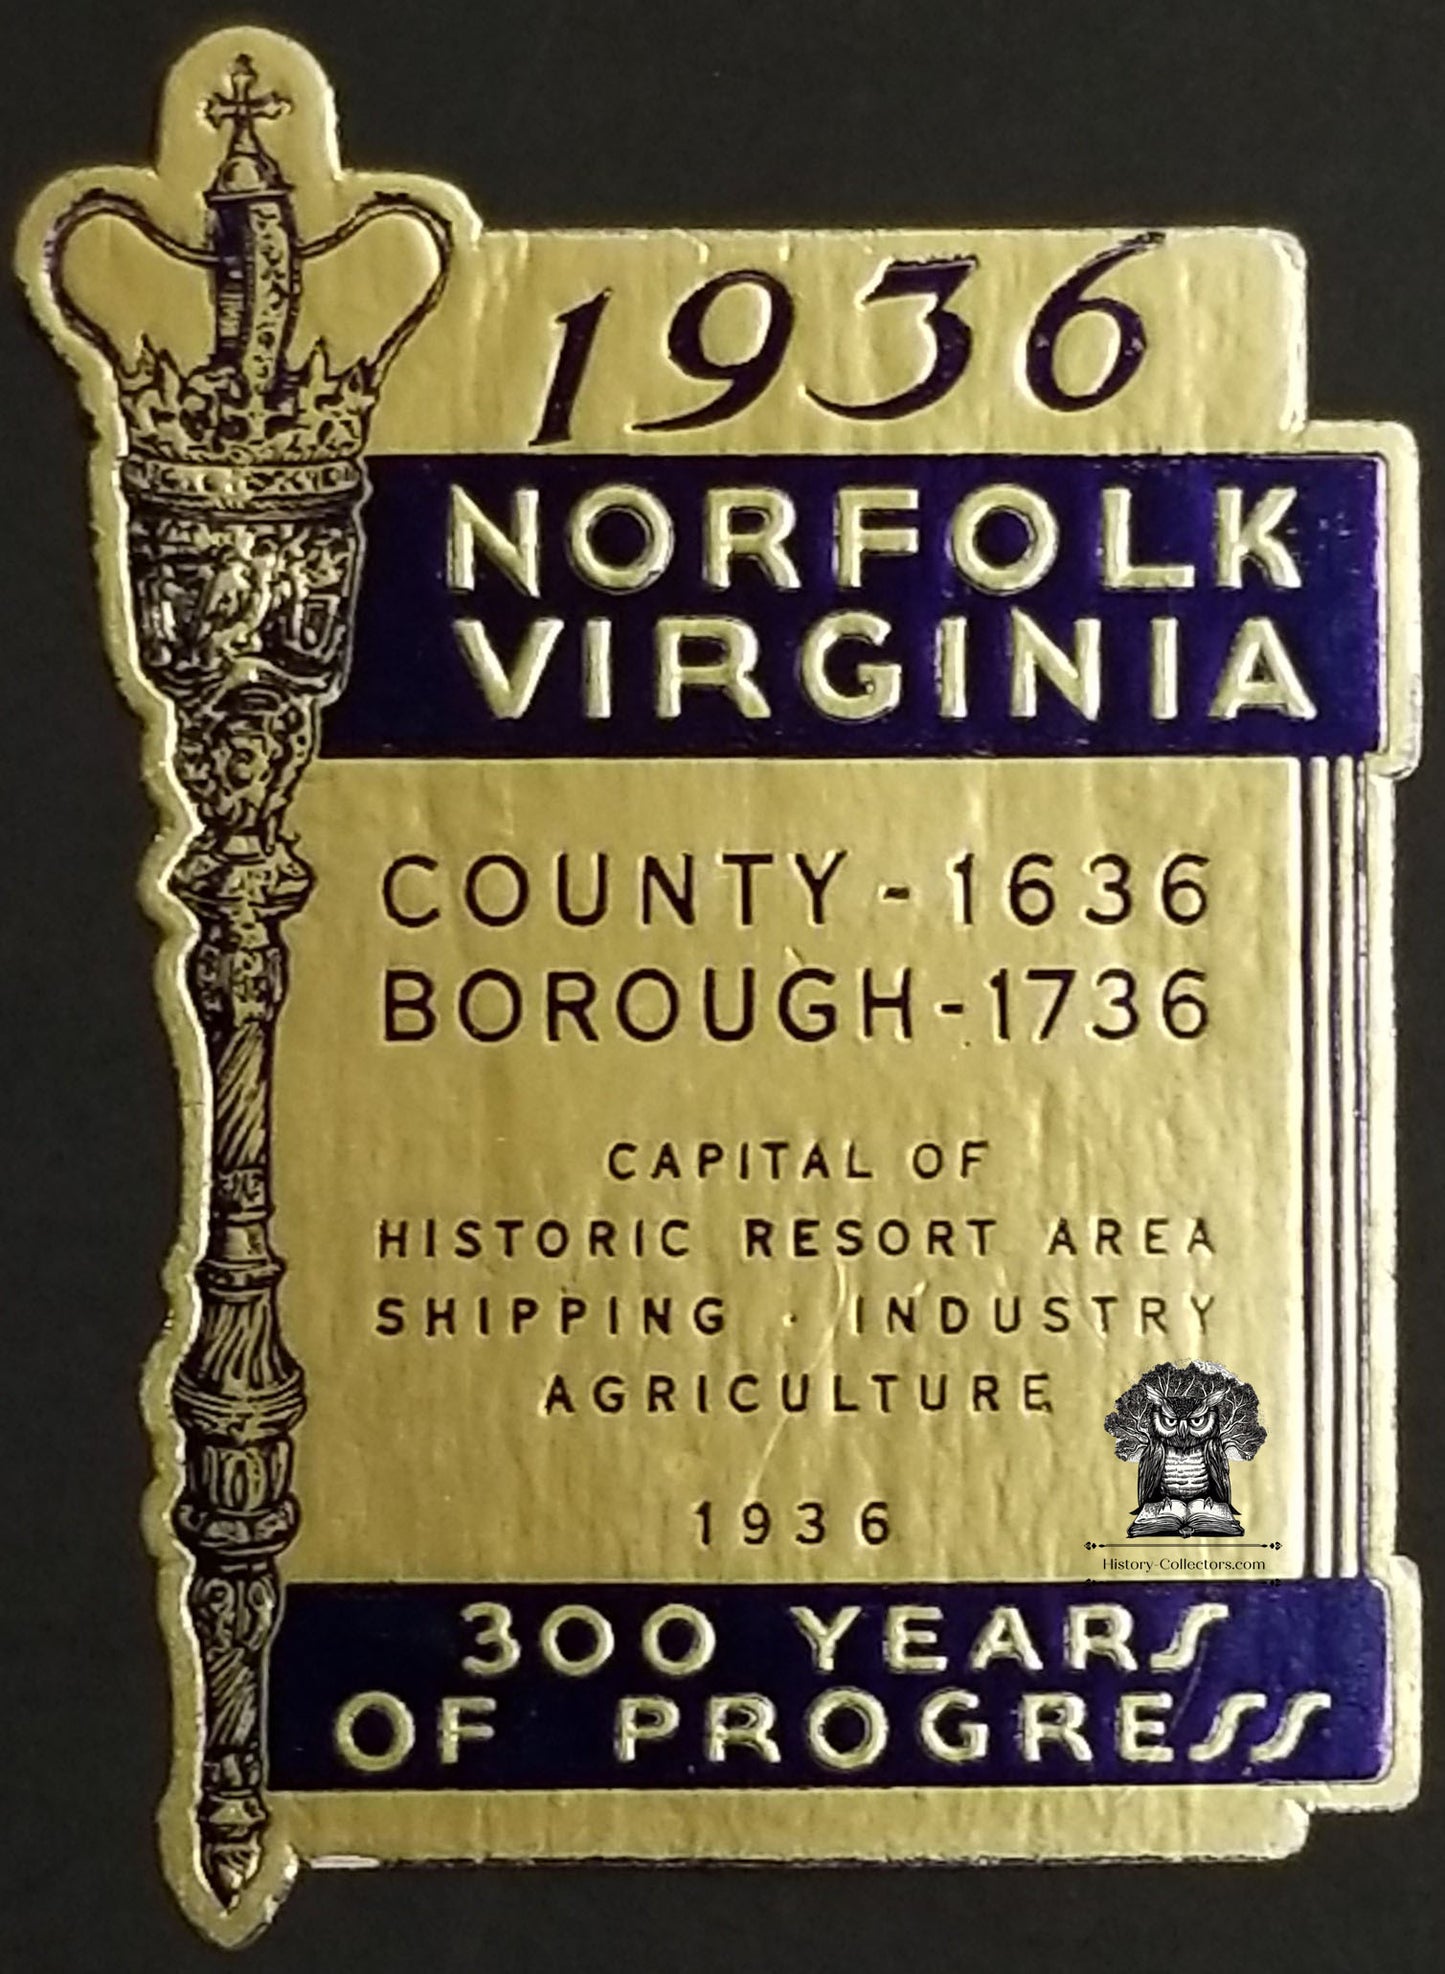 1936
NORFOLK
VIRGINIA
COUNTY - 1636
BOROUGH - 1736
CAPITAL OF
HISTORIC RESORT AREA
SHIPPING · INDUSTRY
AGRICULTURE
1936
History-Collectors.com
300 YEARS
OF PROGRESS